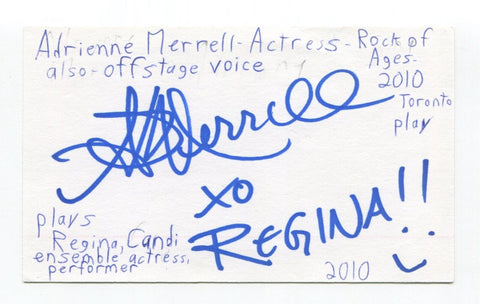 Adrienne Merrell-Actress-Rock of
also-offstage voice Ages-
2010
Toronto
play
AMerrell
xo
REGINA!!
plays
Regina, Candi
ensemble actress,
performer
2010